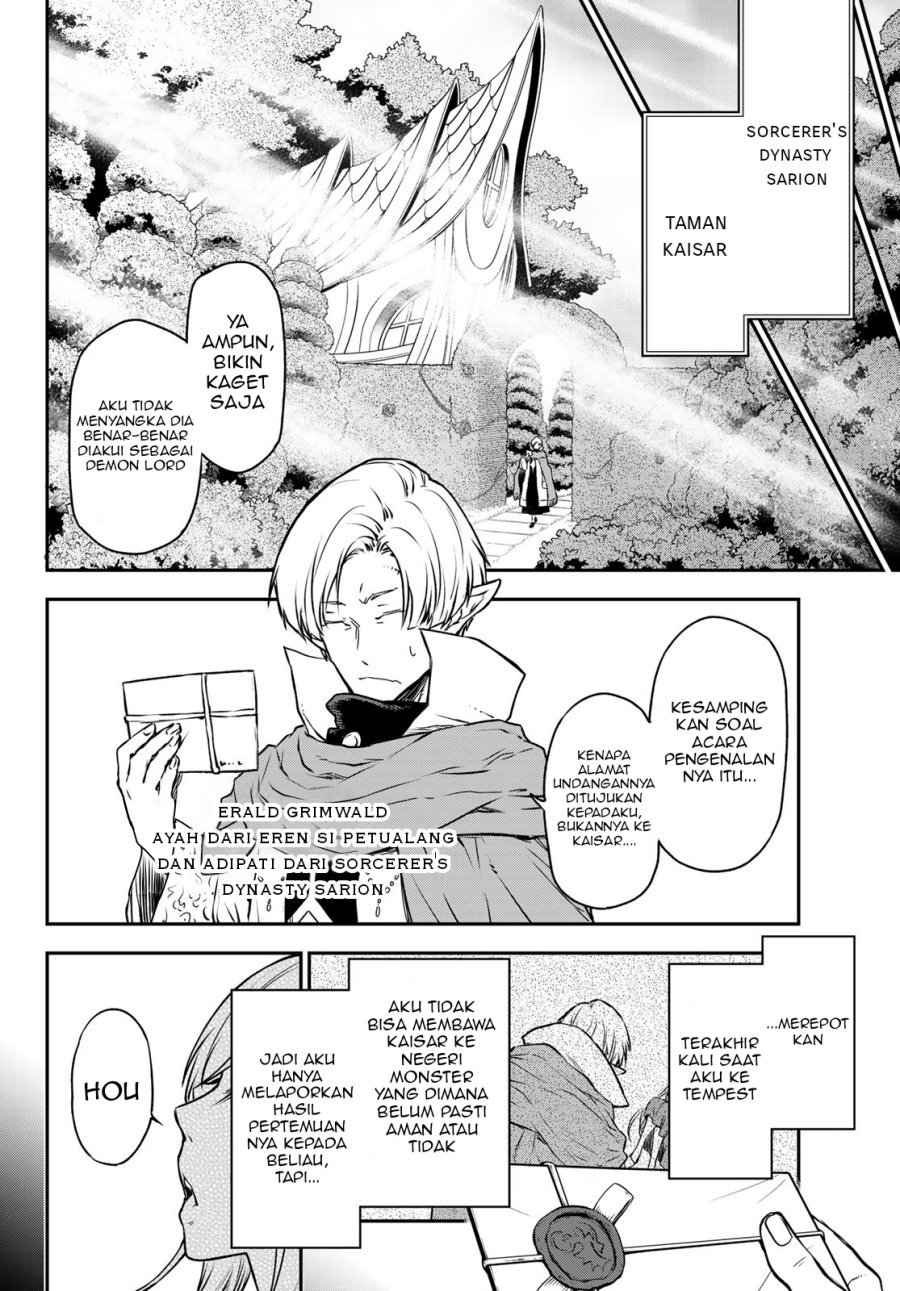 SORCERER'S
DYNASTY
SARION
TAMAN
KAISAR
YA
AMPUN,
BIKIN
KAGET
SAJA
AKU TIDAK
MENYANGKA DIA
BENAR-BENAR
DIAKUI SEBAGAI
DEMON LORD
KESAMPING
KAN SOAL
ACARA
PENGENALAN
NYA ITU...
KENAPA
ALAMAT
UNDANGANNYA
DITUJUKAN
KEPADAKU,
BUKANNYA KE
KAISAR....
ERALD GRIMWALD
AYAH DARI EREN SI PETUALANG
DAN ADIPATI DARI SORCERER'S
DYNASTY SARION
...MEREPOT
KAN
TERAKHIR
KALI SAAT
AKU KE
TEMPEST
AKU TIDAK
BISA MEMBAWA
KAISAR KE
NEGERI
MONSTER
YANG DIMANA
BELUM PASTI
AMAN ATAU
TIDAK
JADI AKU
HANYA
MELAPORKAN
HASIL
PERTEMUAN
NYA KEPADA
BELIAU,
TAPI...
HOU